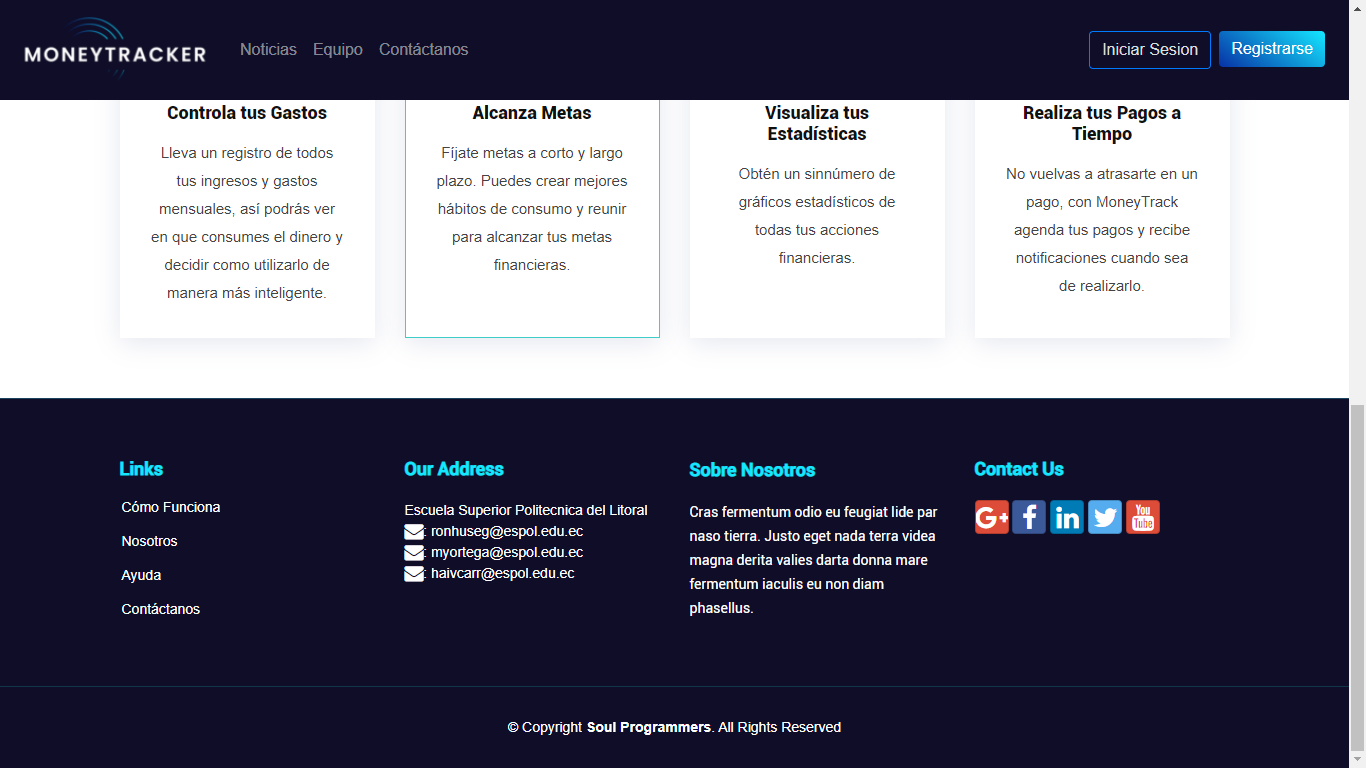 MONEYTRACKER
Noticias Equipo Contáctanos
Iniciar Sesion Registrarse
Controla tus Gastos
Lleva un registro de todos
tus ingresos y gastos
mensuales, así podrás ver
en que consumes el dinero y
decidir como utilizarlo de
manera más inteligente.
Alcanza Metas
Fíjate metas a corto y largo
plazo. Puedes crear mejores
hábitos de consumo y reunir
para alcanzar tus metas
financieras.
Visualiza tus
Estadísticas
Obtén un sinnúmero de
gráficos estadísticos de
todas tus acciones
financieras.
Realiza tus Pagos a
Tiempo
No vuelvas a atrasarte en un
pago, con MoneyTrack
agenda tus pagos y recibe
notificaciones cuando sea
de realizarlo.
Links
Cómo Funciona
Nosotros
Ayuda
Contáctanos
Our Address
Escuela Superior Politecnica del Litoral
: ronhuseg@espol.edu.ec
: myortega@espol.edu.ec
: haivcarr@espol.edu.ec
Sobre Nosotros
Cras fermentum odio eu feugiat lide par
naso tierra. Justo eget nada terra videa
magna derita valies darta donna mare
fermentum iaculis eu non diam
phasellus.
Contact Us
G+ f in You
Tube
© Copyright Soul Programmers. All Rights Reserved